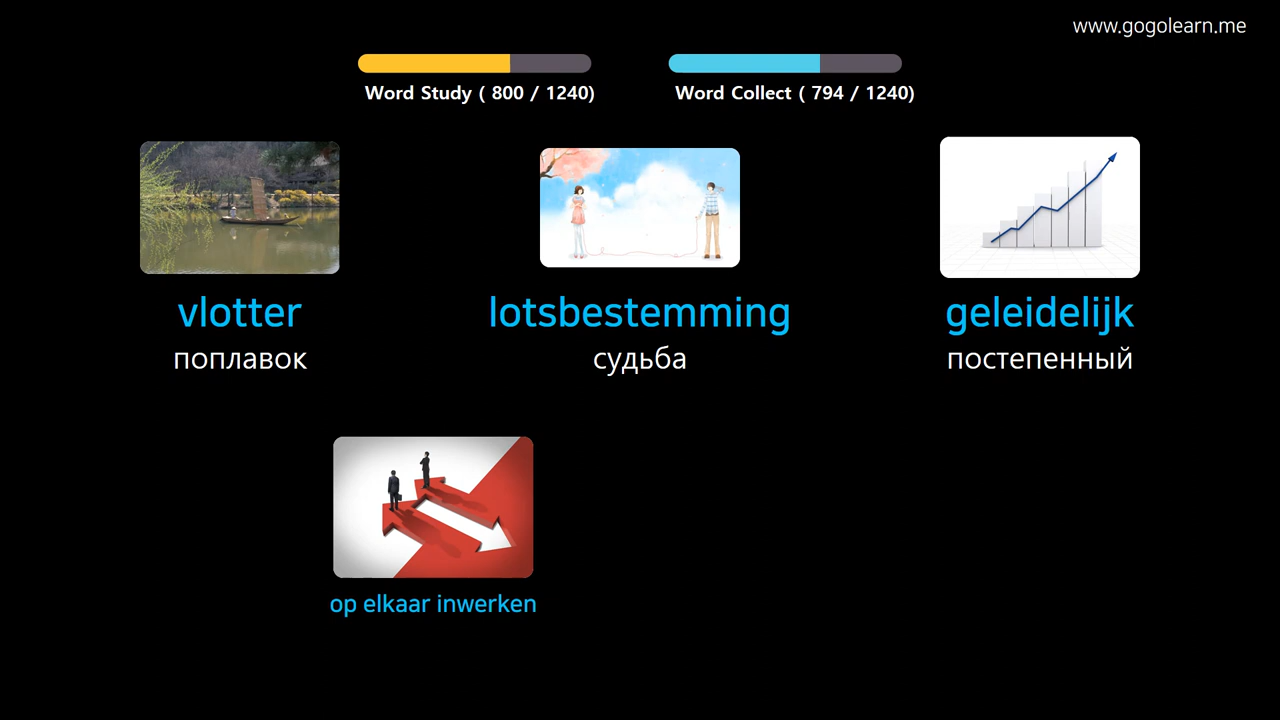 www.gogolearn.me
Word Study ( 800 / 1240)
Word Collect ( 794 / 1240)
vlotter
поплавок
lotsbestemming
судьба
geleidelijk
постепенный
op elkaar inwerken